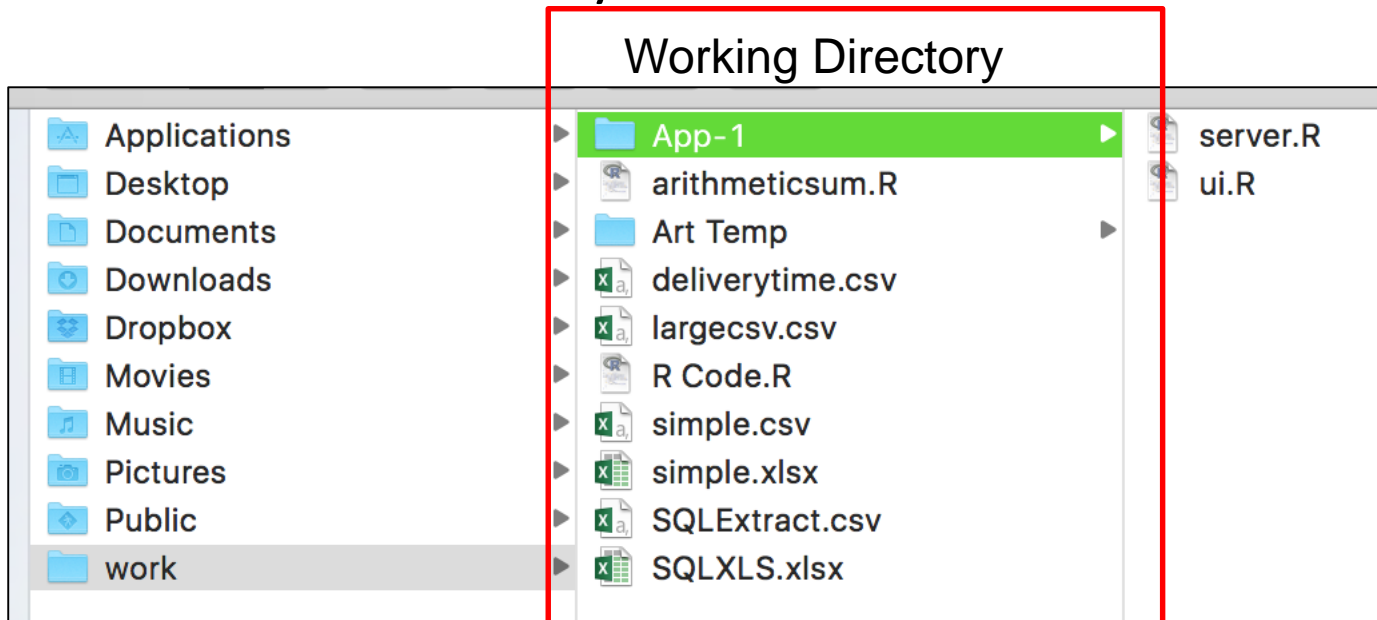 Working Directory
Applications
Desktop
Documents
Downloads
Dropbox
Movies
Music
Pictures
Public
work
App-1
arithmeticsum.R
Art Temp
deliverytime.csv
largecsv.csv
R Code.R
simple.csv
simple.xlsx
SQLExtract.csv
SQLXLS.xlsx
server.R
ui.R